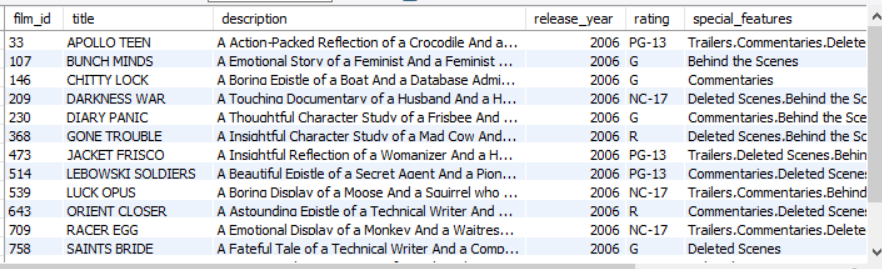 film_id title description release_year rating special_features
33 APOLLO TEEN A Action-Packed Reflection of a Crocodile And a... 2006 PG-13 Trailers,Commentaries,Delete
107 BUNCH MINDS A Emotional Story of a Feminist And a Feminist ... 2006 G Behind the Scenes
146 CHITTY LOCK A Boring Epistle of a Boat And a Database Admi... 2006 G Commentaries
209 DARKNESS WAR A Touching Documentary of a Husband And a H... 2006 NC-17 Deleted Scenes,Behind the Sc
230 DIARY PANIC A Thoughtful Character Study of a Frisbee And ... 2006 G Commentaries,Behind the Sce
368 GONE TROUBLE A Insightful Character Study of a Mad Cow And... 2006 R Deleted Scenes,Behind the Sc
473 JACKET FRISCO A Insightful Reflection of a Womanizer And a H... 2006 PG-13 Trailers,Deleted Scenes,Behin
514 LEBOWSKI SOLDIERS A Beautiful Epistle of a Secret Agent And a Pion... 2006 PG-13 Commentaries,Deleted Scenes
539 LUCK OPUS A Boring Display of a Moose And a Squirrel who ... 2006 NC-17 Trailers,Commentaries,Behind
643 ORIENT CLOSER A Astounding Epistle of a Technical Writer And ... 2006 R Commentaries,Deleted Scenes
709 RACER EGG A Emotional Display of a Monkey And a Waitres... 2006 NC-17 Trailers,Commentaries,Delete
758 SAINTS BRIDE A Fateful Tale of a Technical Writer And a Comp... 2006 G Deleted Scenes